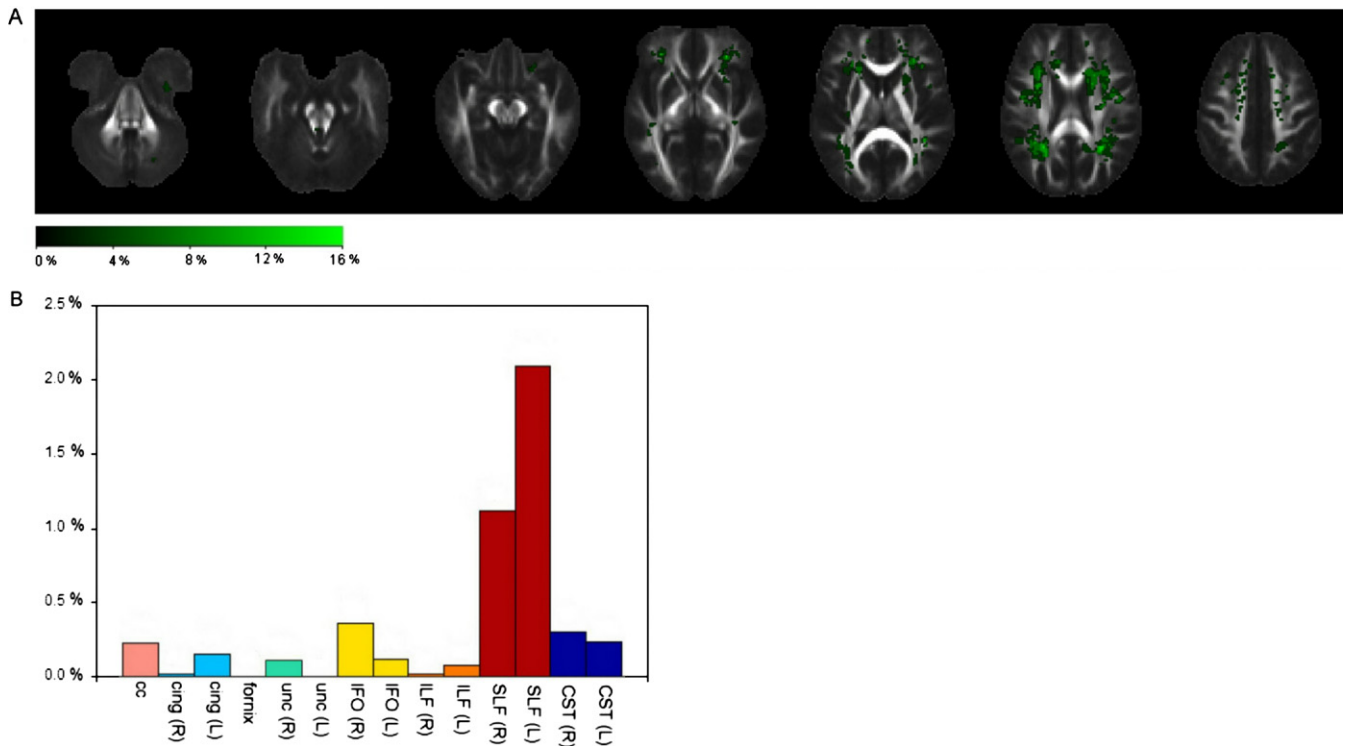 A
0 % 4 % 8 % 12 % 16 %
B
2.5 %
2.0 %
1.5 %
1.0 %
0.5 %
0.0 %
cc
cing (R)
cing (L)
fornix
unc (R)
unc (L)
IFO (R)
IFO (L)
ILF (R)
ILF (L)
SLF (R)
SLF (L)
CST (R)
CST (L)